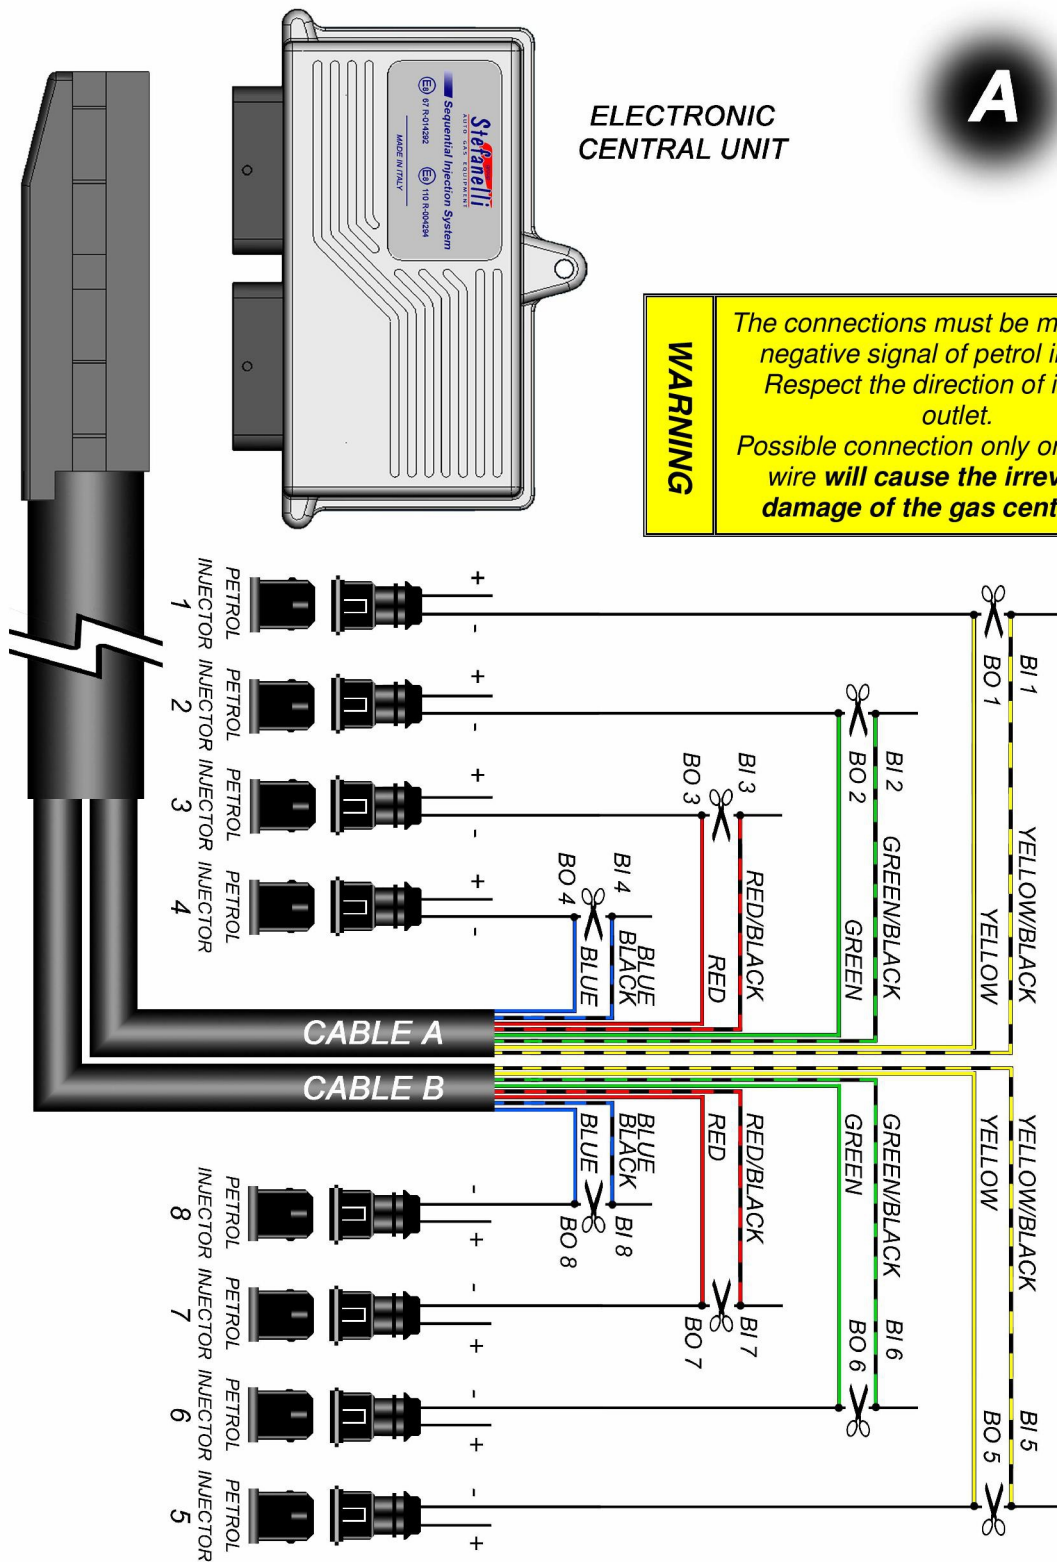 A
ELECTRONIC
CENTRAL UNIT
Stefanelli
AUTO GAS EQUIPMENT
Sequential Injection System
E8 67 R-014292
E8 110 R-004294
MADE IN ITALY
WARNING
The connections must be m
negative signal of petrol i
Respect the direction of i
outlet.
Possible connection only o
wire will cause the irrev
damage of the gas cent
PETROL
INJECTOR
1
+
-
BO 1
BI 1
YELLOW/BLACK
YELLOW
PETROL
INJECTOR
2
+
-
BO 2
BI 2
GREEN/BLACK
GREEN
PETROL
INJECTOR
3
+
-
BO 3
BI 3
RED/BLACK
RED
PETROL
INJECTOR
4
+
-
BO 4
BI 4
BLUE
BLACK
BLUE
CABLE A
CABLE B
BLUE
BLACK
BLUE
PETROL
INJECTOR
8
-
+
BO 8
BI 8
RED/BLACK
RED
PETROL
INJECTOR
7
-
+
BO 7
BI 7
GREEN/BLACK
GREEN
PETROL
INJECTOR
6
-
+
BO 6
BI 6
YELLOW/BLACK
YELLOW
PETROL
INJECTOR
5
-
+
BO 5
BI 5